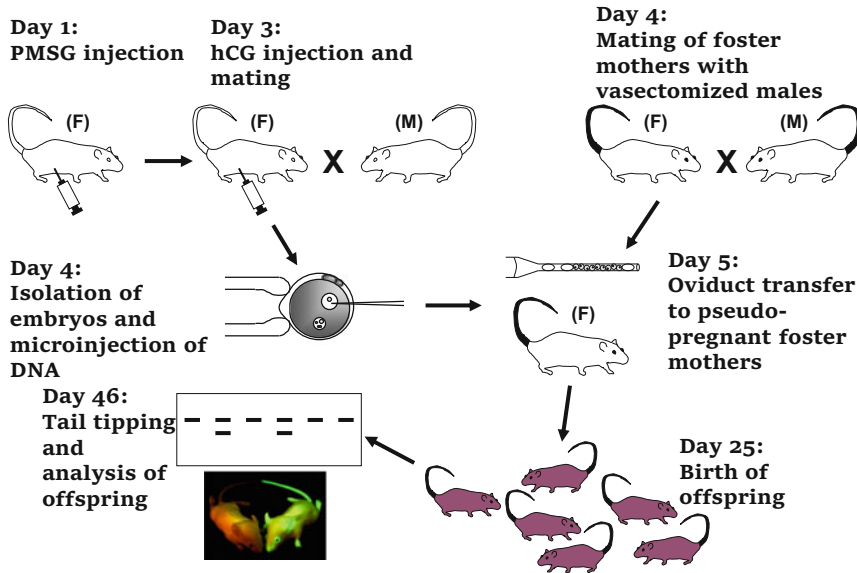 Day 1:
PMSG injection
(F)
Day 3:
hCG injection and
mating
(F)
X
(M)
Day 4:
Mating of foster
mothers with
vasectomized males
(F)
X
(M)
Day 4:
Isolation of
embryos and
microinjection of
DNA
Day 5:
Oviduct transfer
to pseudo-
pregnant foster
mothers
(F)
Day 25:
Birth of
offspring
Day 46:
Tail tipping
and
analysis of
offspring